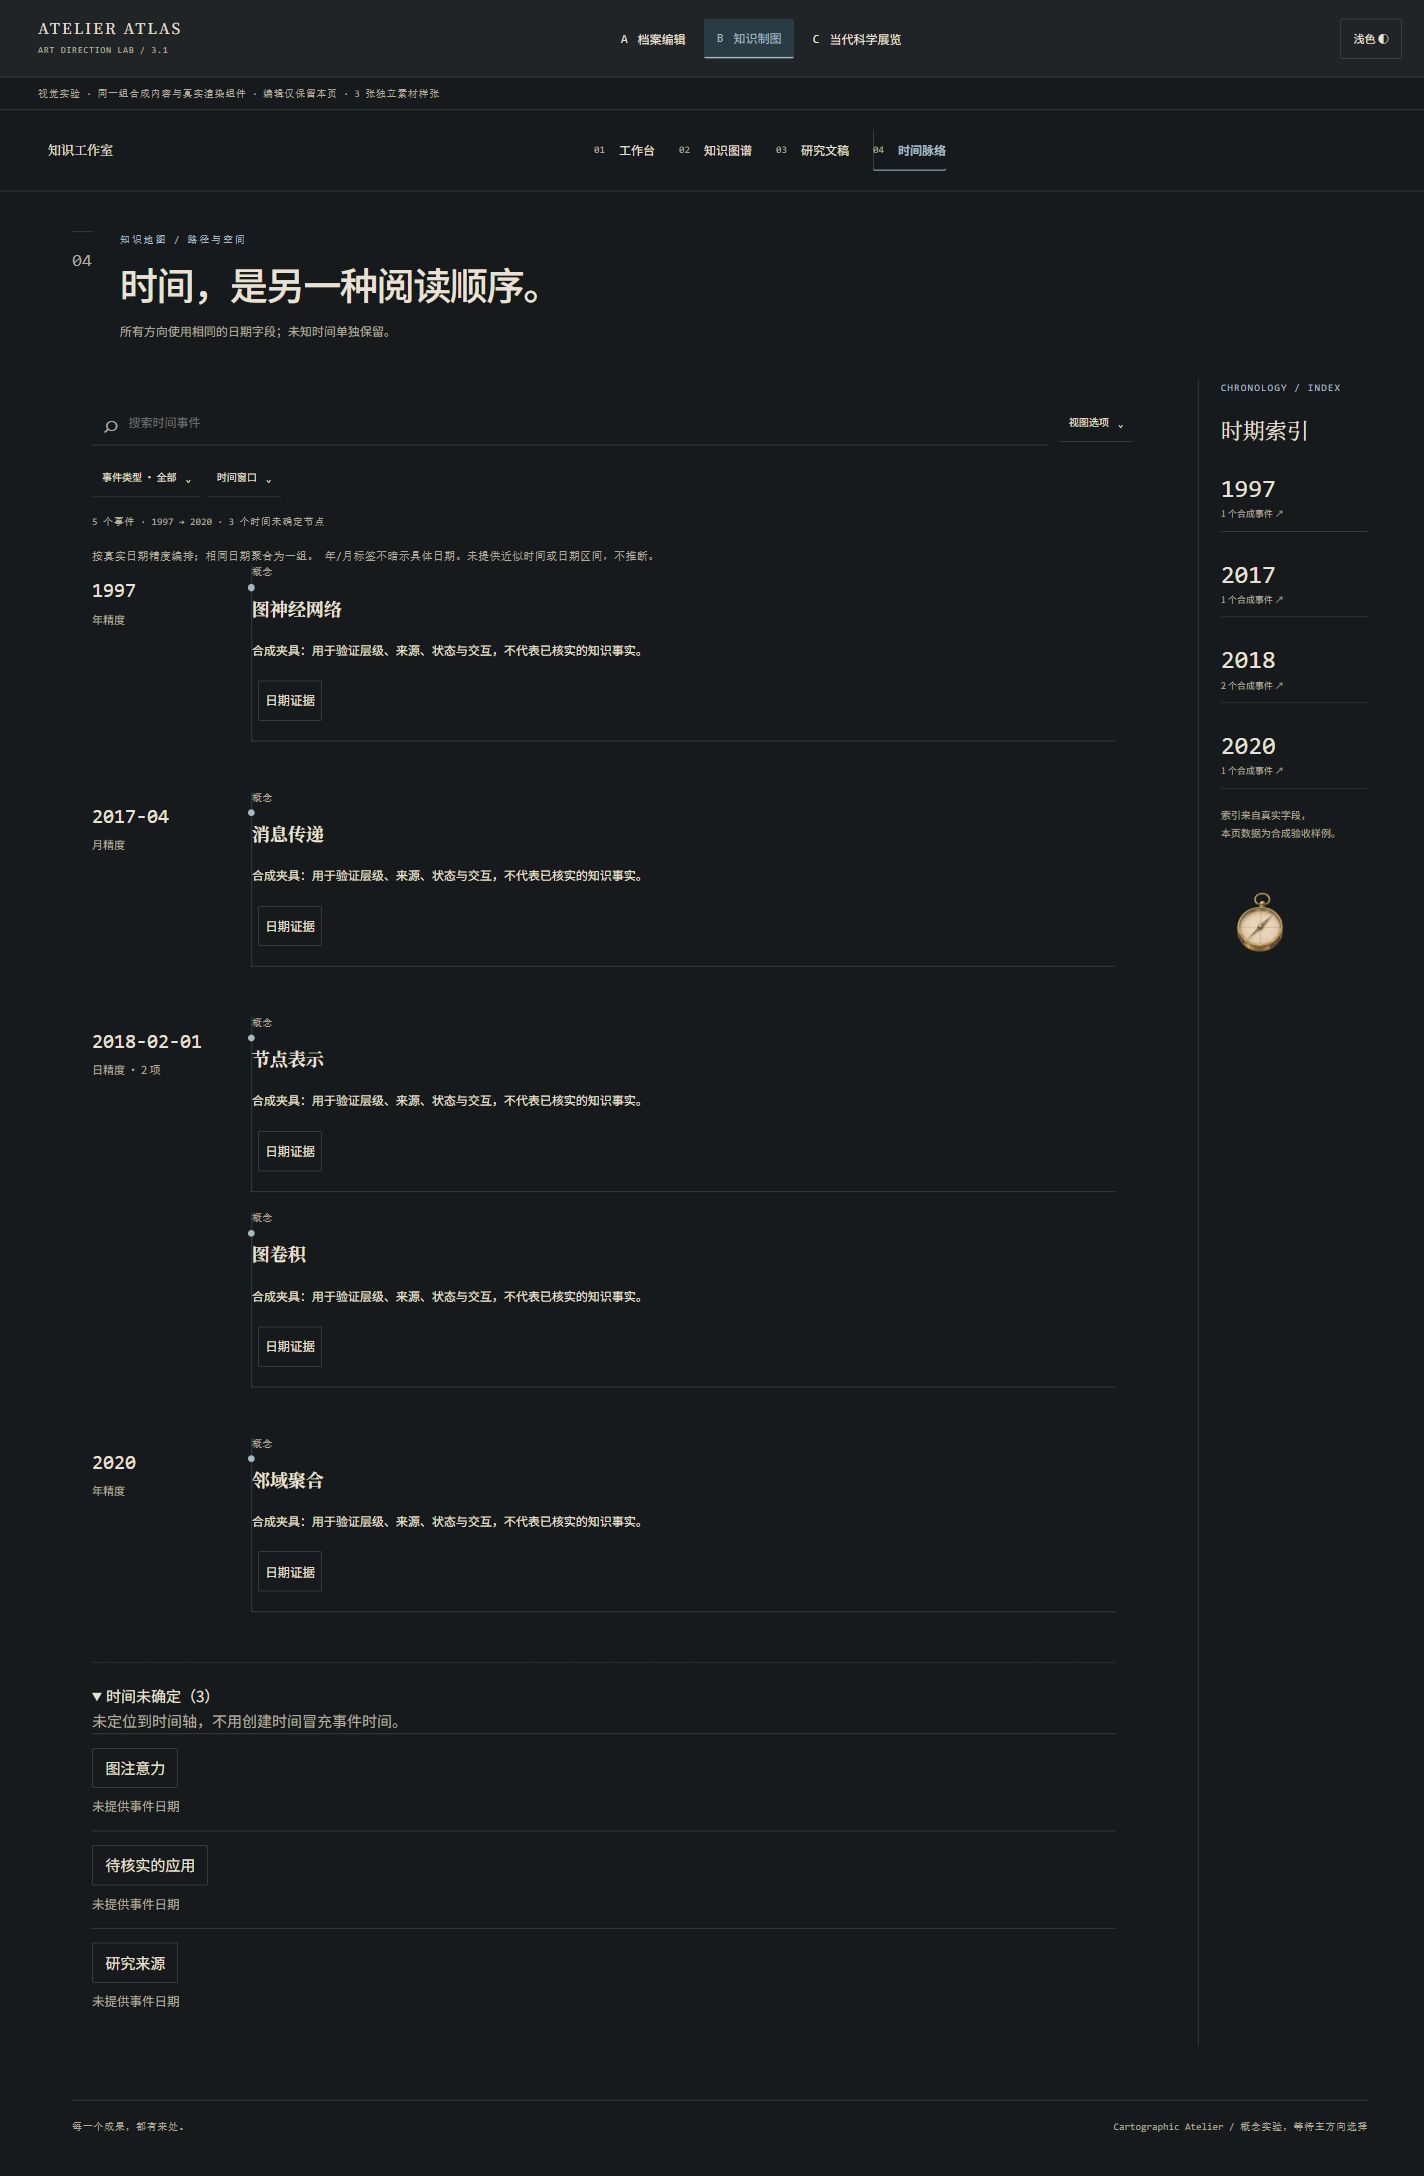 ATELIER ATLAS
ART DIRECTION LAB / 3.1
A 档案编辑
B 知识制图
C 当代科学展览
浅色
视觉实验 · 同一组合成内容与真实渲染组件 · 编辑仅保留本页 · 3 张独立素材样张
知识工作室
01 工作台
02 知识图谱
03 研究文稿
04 时间脉络
04
知识地图 / 路径与空间
时间，是另一种阅读顺序。
所有方向使用相同的日期字段；未知时间单独保留。
搜索时间事件
视图选项
事件类型 · 全部
时间窗口
5 个事件 · 1997 → 2020 · 3 个时间未确定节点
按真实日期精度编排；相同日期聚合为一组。 年/月标签不暗示具体日期。未提供近似时间或日期区间，不推断。
1997
年精度
概念
图神经网络
合成夹具：用于验证层级、来源、状态与交互，不代表已核实的知识事实。
日期证据
2017-04
月精度
概念
消息传递
合成夹具：用于验证层级、来源、状态与交互，不代表已核实的知识事实。
日期证据
2018-02-01
日精度 · 2 项
概念
节点表示
合成夹具：用于验证层级、来源、状态与交互，不代表已核实的知识事实。
日期证据
概念
图卷积
合成夹具：用于验证层级、来源、状态与交互，不代表已核实的知识事实。
日期证据
2020
年精度
概念
邻域聚合
合成夹具：用于验证层级、来源、状态与交互，不代表已核实的知识事实。
日期证据
▼ 时间未确定（3）
未定位到时间轴，不用创建时间冒充事件时间。
图注意力
未提供事件日期
待核实的应用
未提供事件日期
研究来源
未提供事件日期
CHRONOLOGY / INDEX
时期索引
1997
1 个合成事件 ↗
2017
1 个合成事件 ↗
2018
2 个合成事件 ↗
2020
1 个合成事件 ↗
索引来自真实字段，
本页数据为合成验收样例。
每一个成果，都有来处。
Cartographic Atelier / 概念实验，等待主方向选择